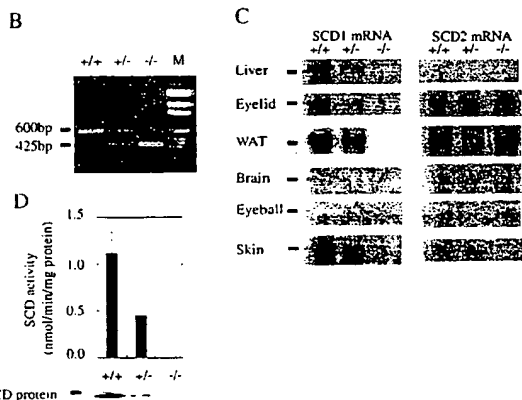 B
+/+ +/- -/- M
600bp
425bp
C
SCD1 mRNA SCD2 mRNA
+/+ +/- -/- +/+ +/- -/-
Liver
Eyelid
WAT
Brain
Eyeball
Skin
D
SCD activity
(nmol/min/mg protein)
1.5
1.0
0.5
0.0
+/+ +/- -/-
CD protein